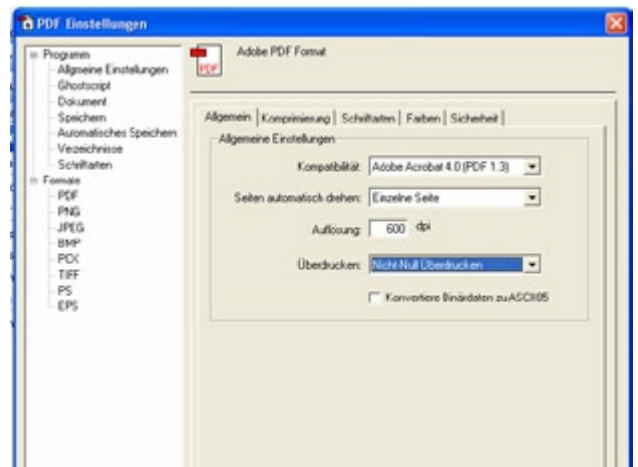 PDF Einstellungen
Programm
Allgmeine Einstellungen
Ghostscript
Dokument
Speichern
Automatisches Speichern
Vezeichnisse
Schriftarten
Formate
PDF
PNG
JPEG
BMP
PCX
TIFF
PS
EPS
PDF
Adobe PDF Format
Allgemein
Komprimierung
Schriftarten
Farben
Sicherheit
Allgemeine Einstellungen
Kompatibilität: Adobe Acrobat 4.0 (PDF 1.3)
Seiten automatisch drehen: Einzelne Seite
Auflösung: 600 dpi
Überdrucken: Nicht-Null Überdrucken
Konvertiere Binärdaten zu ASCII85